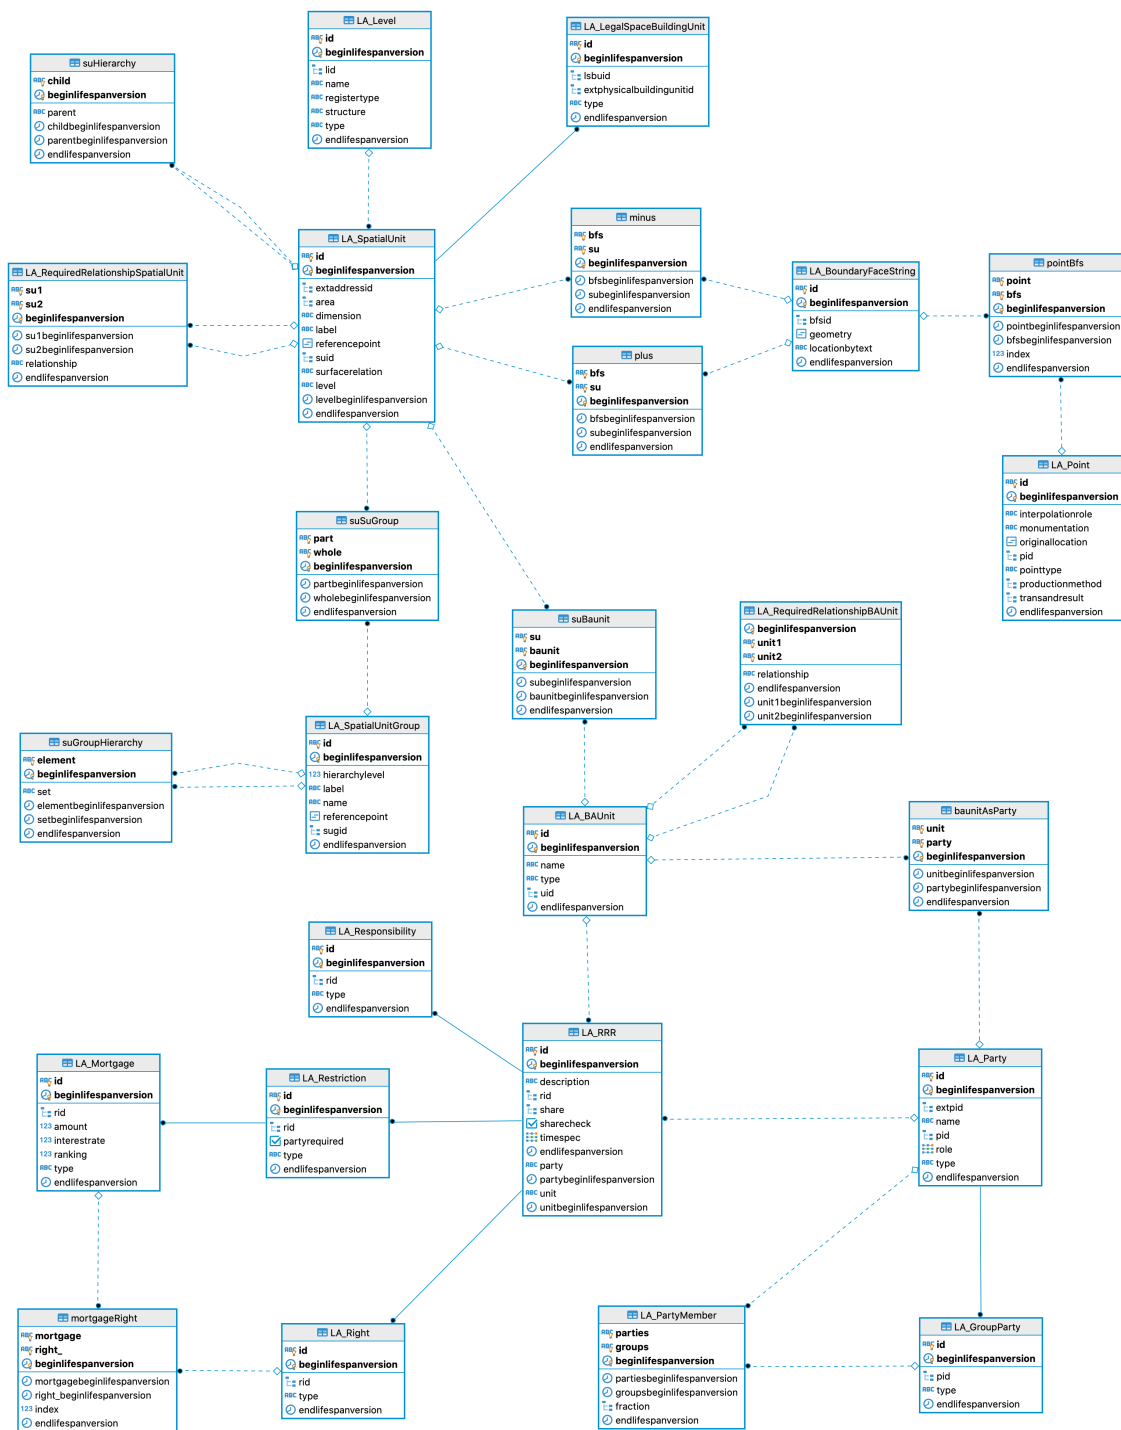 LA_Level
id
beginlifespanversion
lid
name
registertype
structure
type
endlifespanversion
LA_LegalSpaceBuildingUnit
id
beginlifespanversion
lsbuid
extphysicalbuildingunitid
type
endlifespanversion
suHierarchy
child
beginlifespanversion
parent
childbeginlifespanversion
parentbeginlifespanversion
endlifespanversion
LA_SpatialUnit
id
beginlifespanversion
extaddressid
area
dimension
label
referencepoint
suid
surfacerelation
level
levelbeginlifespanversion
endlifespanversion
minus
bfs
su
beginlifespanversion
bfsbeginlifespanversion
subeginlifespanversion
endlifespanversion
LA_RequiredRelationshipSpatialUnit
su1
su2
beginlifespanversion
su1beginlifespanversion
su2beginlifespanversion
relationship
endlifespanversion
LA_BoundaryFaceString
id
beginlifespanversion
bfsid
geometry
locationbytext
endlifespanversion
pointBfs
point
bfs
beginlifespanversion
pointbeginlifespanversion
bfsbeginlifespanversion
index
endlifespanversion
plus
bfs
su
beginlifespanversion
bfsbeginlifespanversion
subeginlifespanversion
endlifespanversion
LA_Point
id
beginlifespanversion
interpolationrole
monumentation
originallocation
pid
pointtype
productionmethod
transandresult
endlifespanversion
suSuGroup
part
whole
beginlifespanversion
partbeginlifespanversion
wholebeginlifespanversion
endlifespanversion
suBaunit
su
baunit
beginlifespanversion
subeginlifespanversion
baunitbeginlifespanversion
endlifespanversion
LA_RequiredRelationshipBAUnit
beginlifespanversion
unit1
unit2
relationship
endlifespanversion
unit1beginlifespanversion
unit2beginlifespanversion
LA_SpatialUnitGroup
id
beginlifespanversion
hierarchylevel
label
name
referencepoint
sugid
endlifespanversion
suGroupHierarchy
element
beginlifespanversion
set
elementbeginlifespanversion
setbeginlifespanversion
endlifespanversion
LA_BAUnit
id
beginlifespanversion
name
type
uid
endlifespanversion
baunitAsParty
unit
party
beginlifespanversion
unitbeginlifespanversion
partybeginlifespanversion
endlifespanversion
LA_Responsibility
id
beginlifespanversion
rid
type
endlifespanversion
LA_RRR
id
beginlifespanversion
description
rid
share
sharecheck
timespec
endlifespanversion
party
partybeginlifespanversion
unit
unitbeginlifespanversion
LA_Mortgage
id
beginlifespanversion
rid
amount
interestrate
ranking
type
endlifespanversion
LA_Restriction
id
beginlifespanversion
rid
partyrequired
type
endlifespanversion
LA_Party
id
beginlifespanversion
extpid
name
pid
role
type
endlifespanversion
mortgageRight
mortgage
right_
beginlifespanversion
mortgagebeginlifespanversion
right_beginlifespanversion
index
endlifespanversion
LA_Right
id
beginlifespanversion
rid
type
endlifespanversion
LA_PartyMember
parties
groups
beginlifespanversion
partiesbeginlifespanversion
groupsbeginlifespanversion
fraction
endlifespanversion
LA_GroupParty
id
beginlifespanversion
pid
type
endlifespanversion